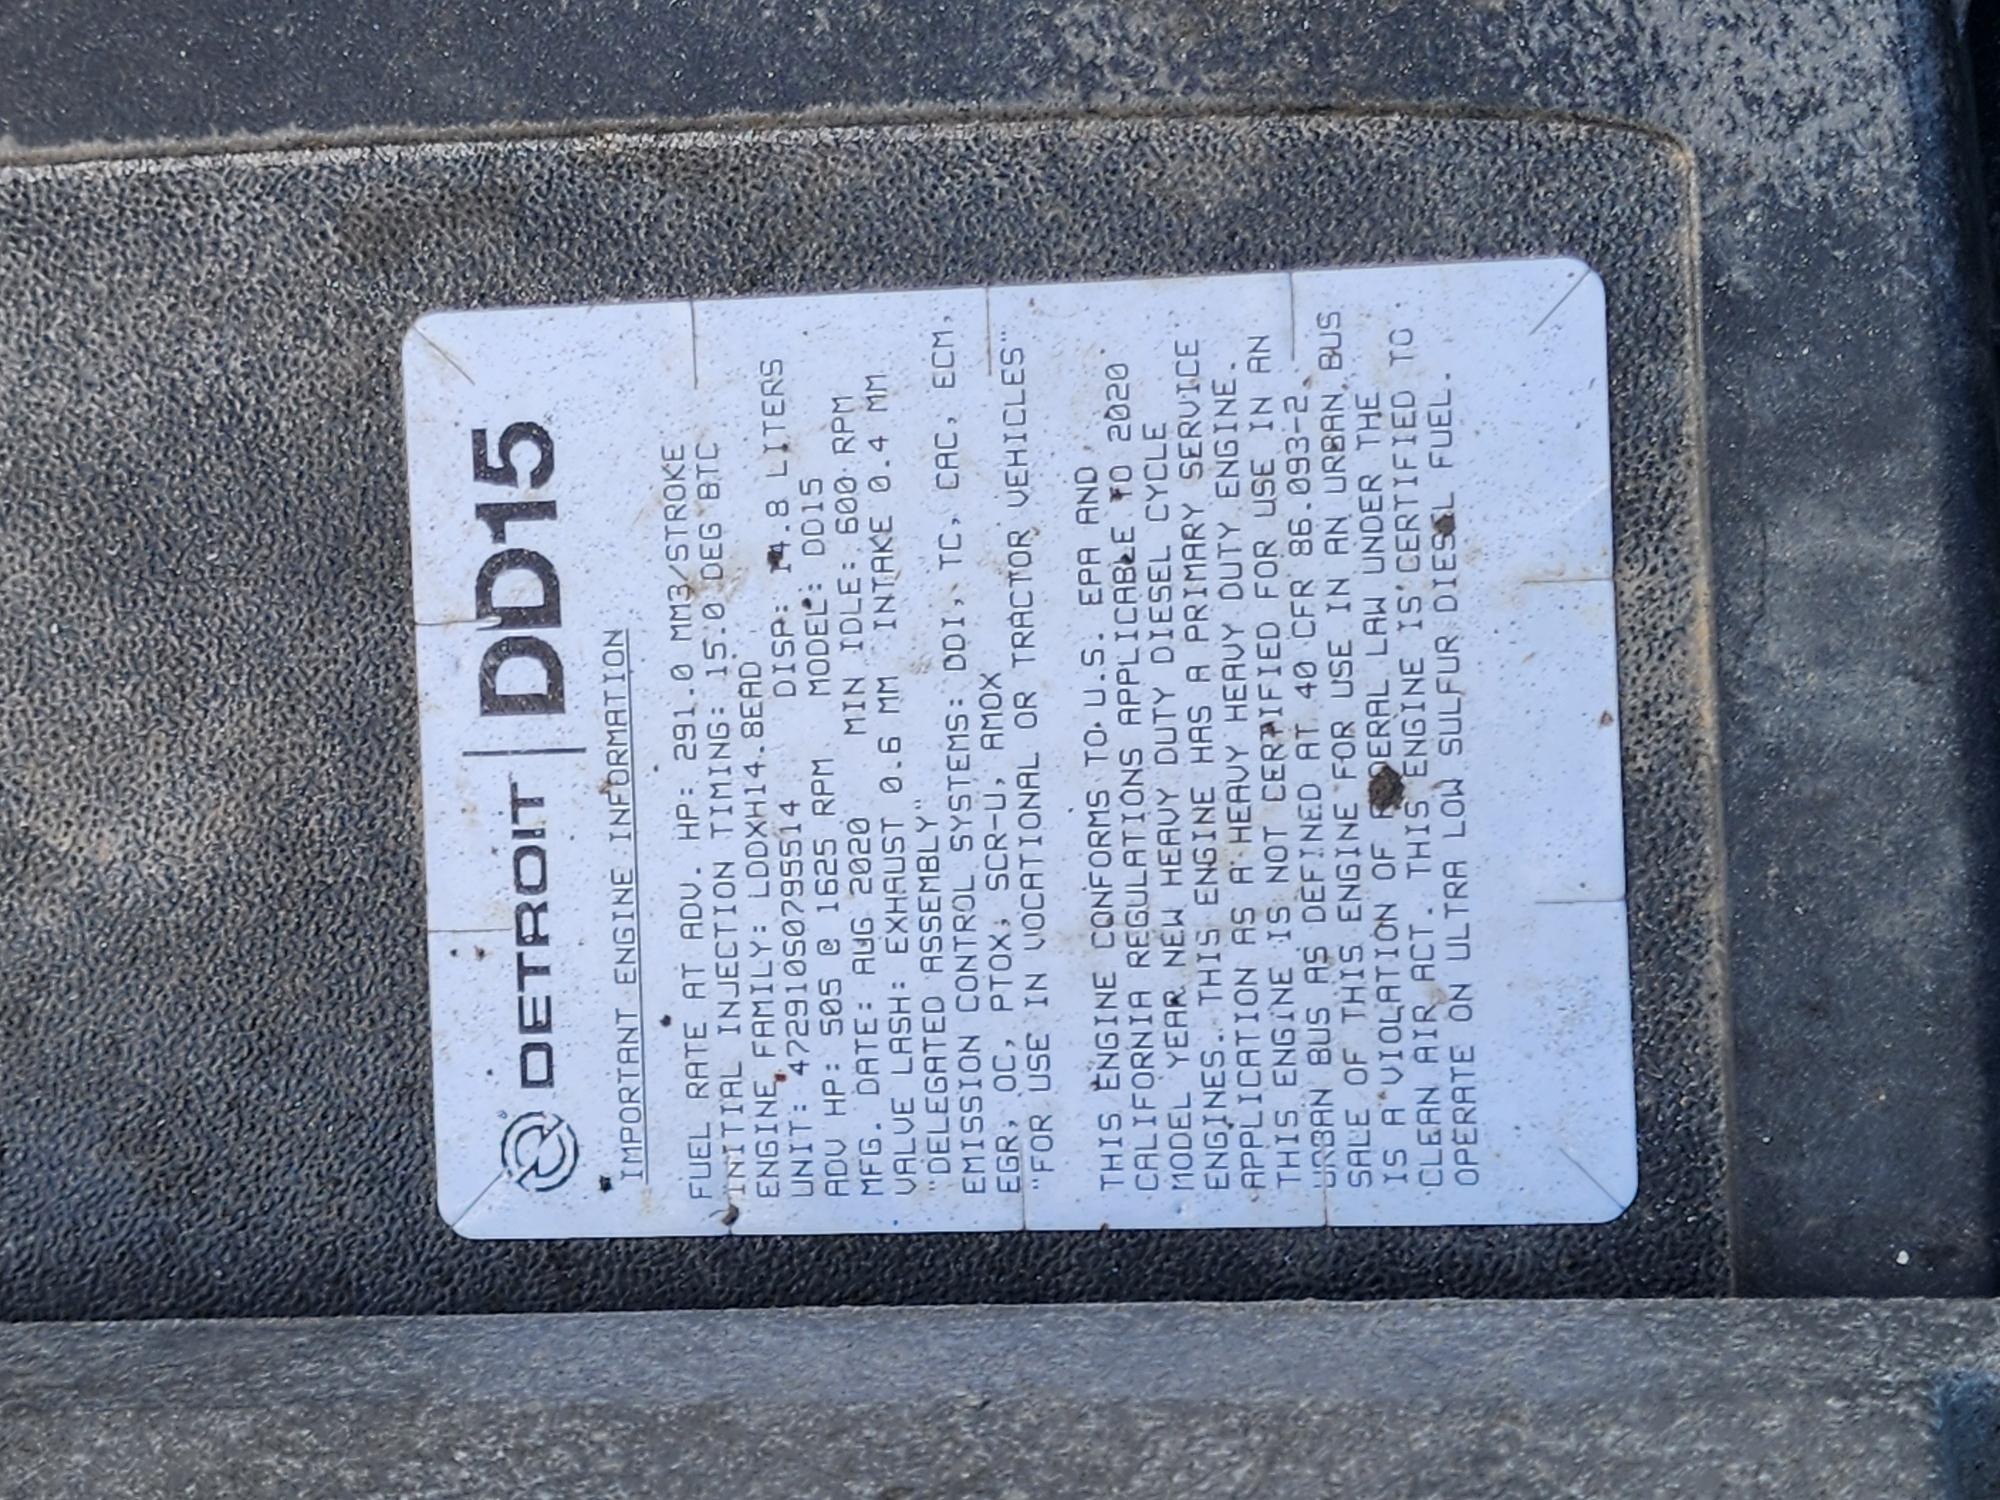 DETROIT | DD15
IMPORTANT ENGINE INFORMATION
FUEL RATE AT ADV. HP: 291.0 MM3/STROKE
INITIAL INJECTION TIMING: 15.0 DEG BTC
ENGINE FAMILY: LDDXH14.8EAD
UNIT: 472910S0795514 DISP: 14.8 LITERS
ADV HP: 505 @ 1625 RPM MODEL: DD15
MFG. DATE: AUG 2020 MIN IDLE: 600 RPM
VALVE LASH: EXHAUST 0.6 MM INTAKE 0.4 MM
"DELEGATED ASSEMBLY"
EMISSION CONTROL SYSTEMS: DDI, TC, CAC, ECM,
EGR, OC, PTOX, SCR-U, AMOX
"FOR USE IN VOCATIONAL OR TRACTOR VEHICLES"
THIS ENGINE CONFORMS TO U.S. EPA AND
CALIFORNIA REGULATIONS APPLICABLE TO 2020
MODEL YEAR NEW HEAVY DUTY DIESEL CYCLE
ENGINES. THIS ENGINE HAS A PRIMARY SERVICE
APPLICATION AS A HEAVY HEAVY DUTY ENGINE.
THIS ENGINE IS NOT CERTIFIED FOR USE IN AN
URBAN BUS AS DEFINED AT 40 CFR 86.093-2.
SALE OF THIS ENGINE FOR USE IN AN URBAN BUS
IS A VIOLATION OF FEDERAL LAW UNDER THE
CLEAN AIR ACT. THIS ENGINE IS CERTIFIED TO
OPERATE ON ULTRA LOW SULFUR DIESEL FUEL.